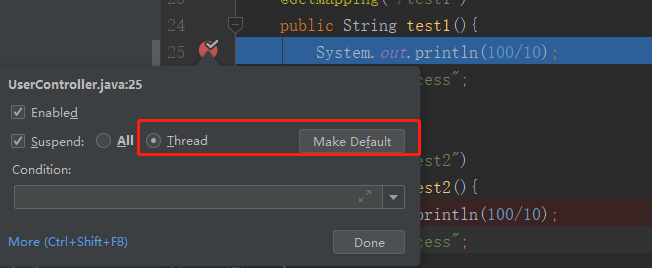 @GetMapping("/test1")
24 public String test1(){
25 System.out.println(100/10);
cess";
UserController.java:25
Enabled
Suspend: All Thread Make Default
est2")
Condition:
est2(){
println(100/10);
cess";
More (Ctrl+Shift+F8) Done